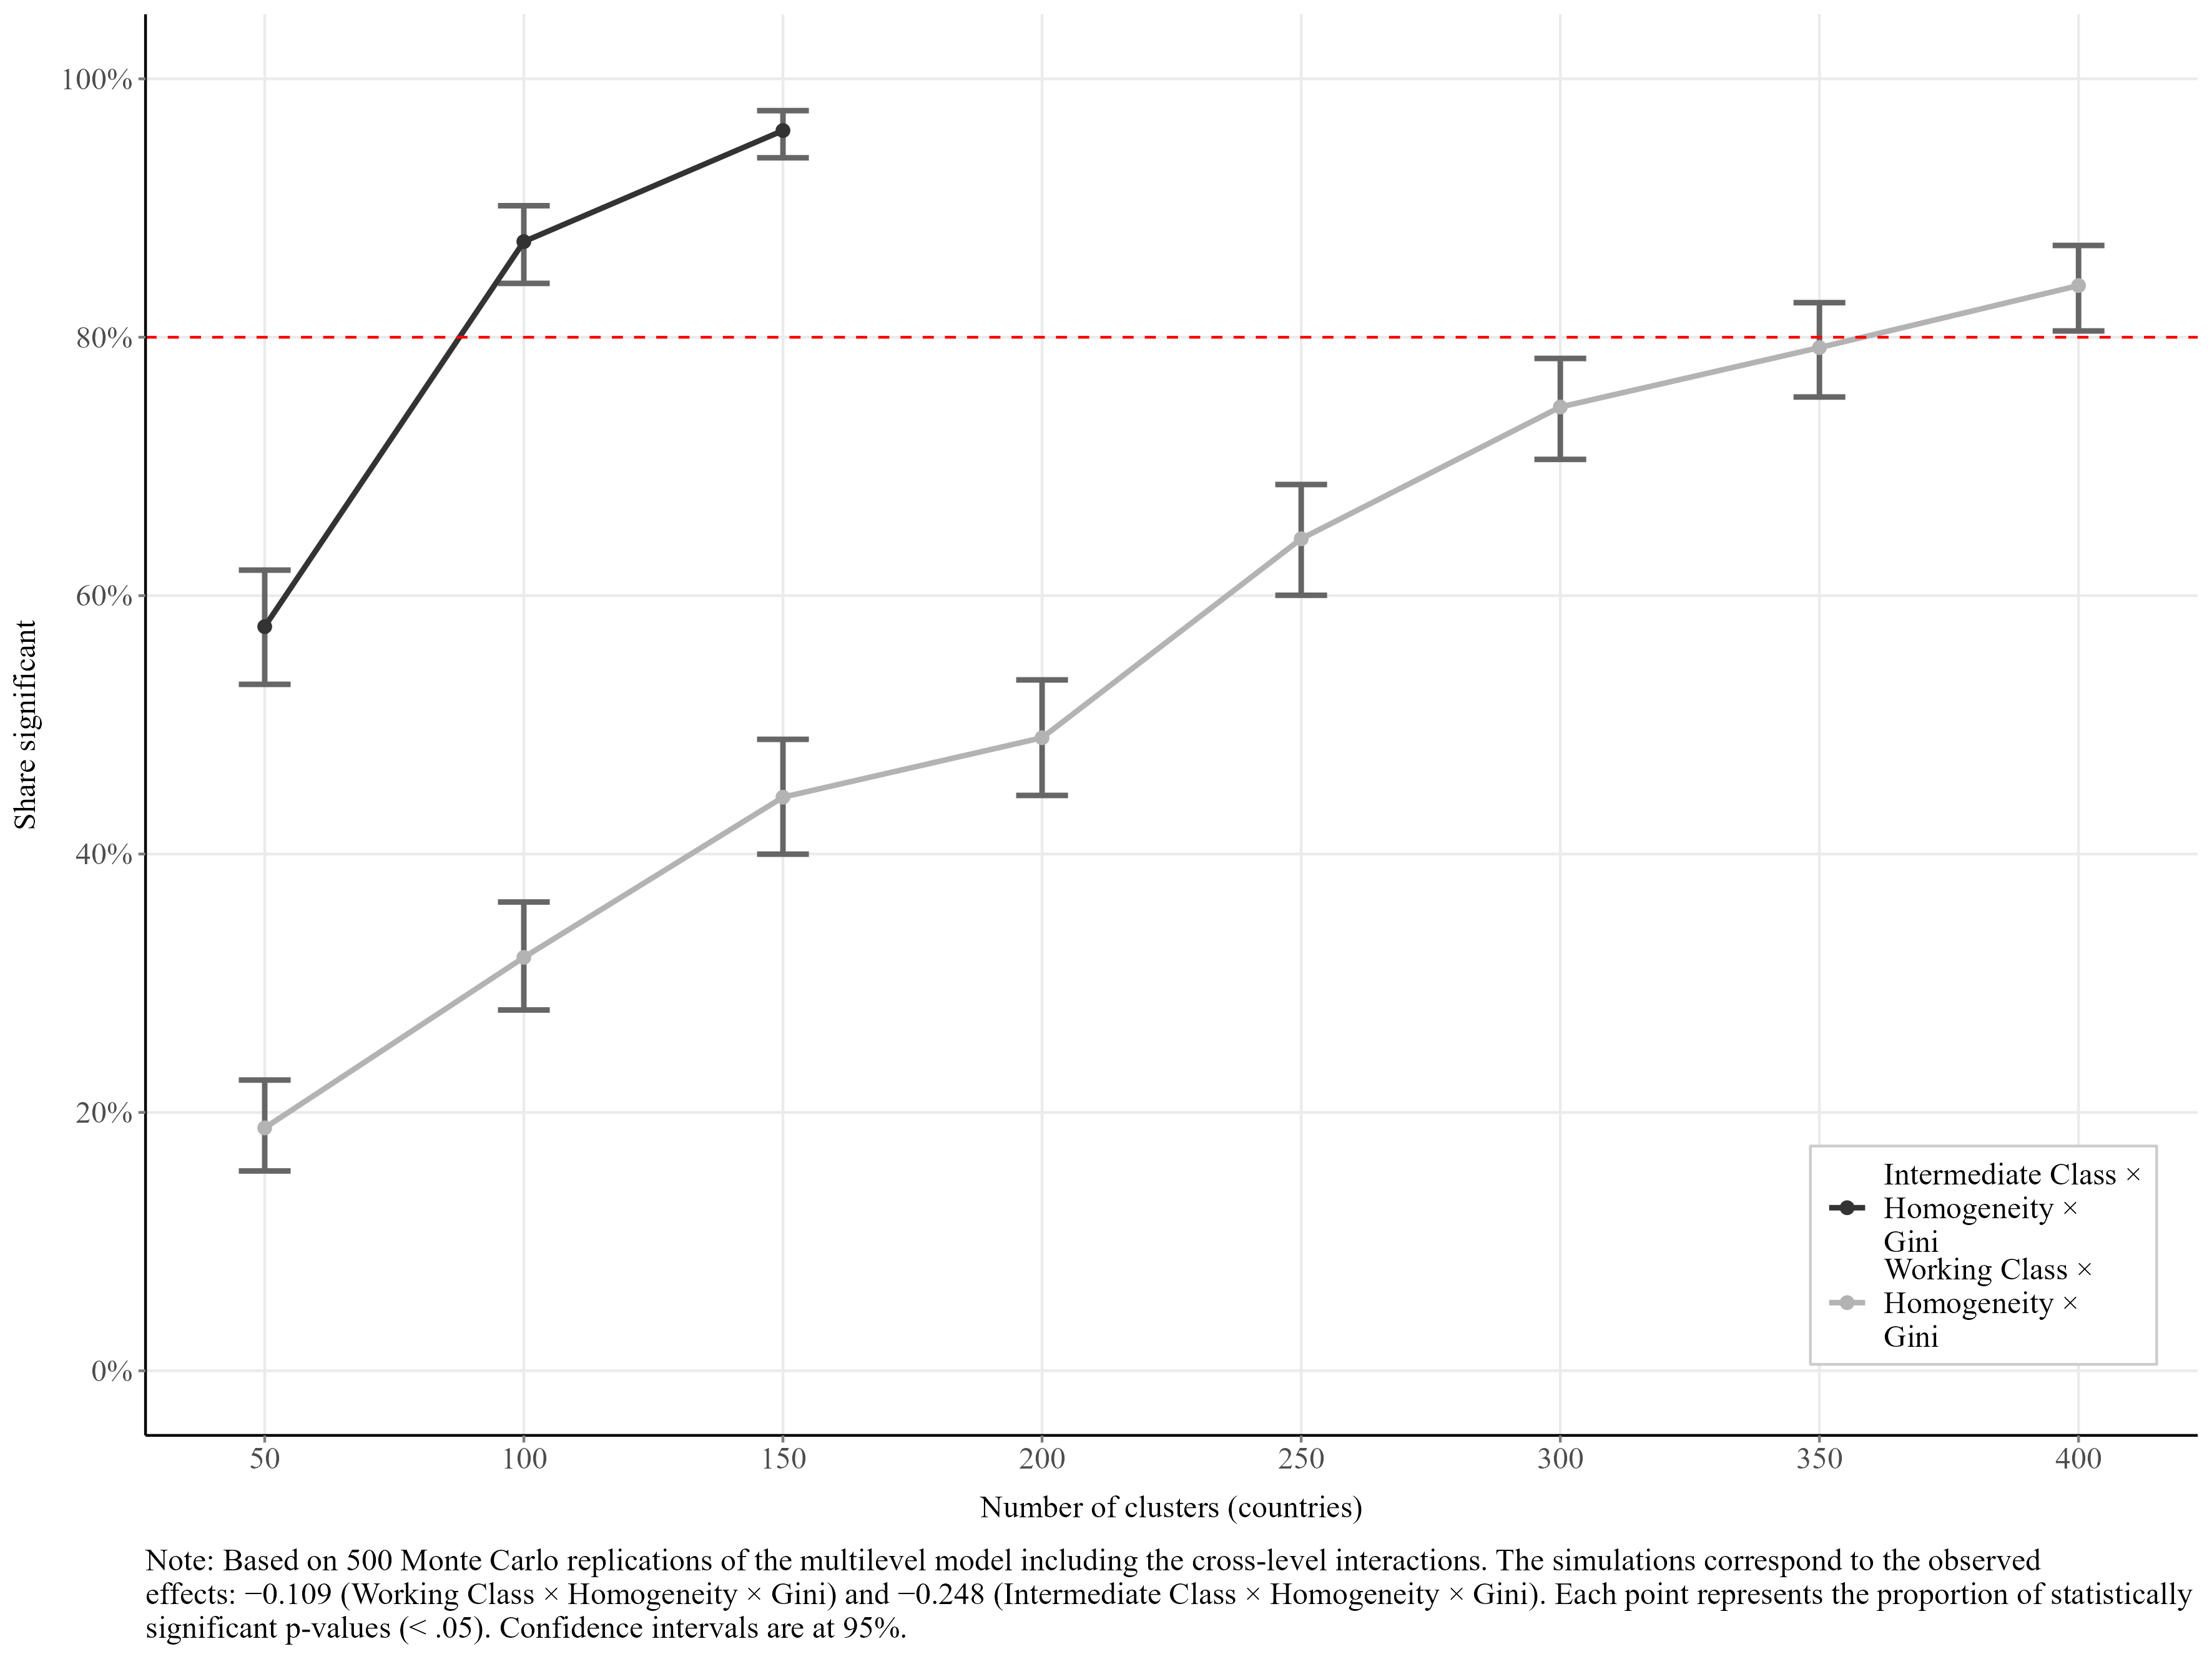 100%
80%
60%
40%
20%
0%
Share significant
50
100
150
200
250
300
350
400
Number of clusters (countries)
Intermediate Class ×
Homogeneity ×
Gini
Working Class ×
Homogeneity ×
Gini
Note: Based on 500 Monte Carlo replications of the multilevel model including the cross-level interactions. The simulations correspond to the observed
effects: −0.109 (Working Class × Homogeneity × Gini) and −0.248 (Intermediate Class × Homogeneity × Gini). Each point represents the proportion of statistically
significant p-values (< .05). Confidence intervals are at 95%.